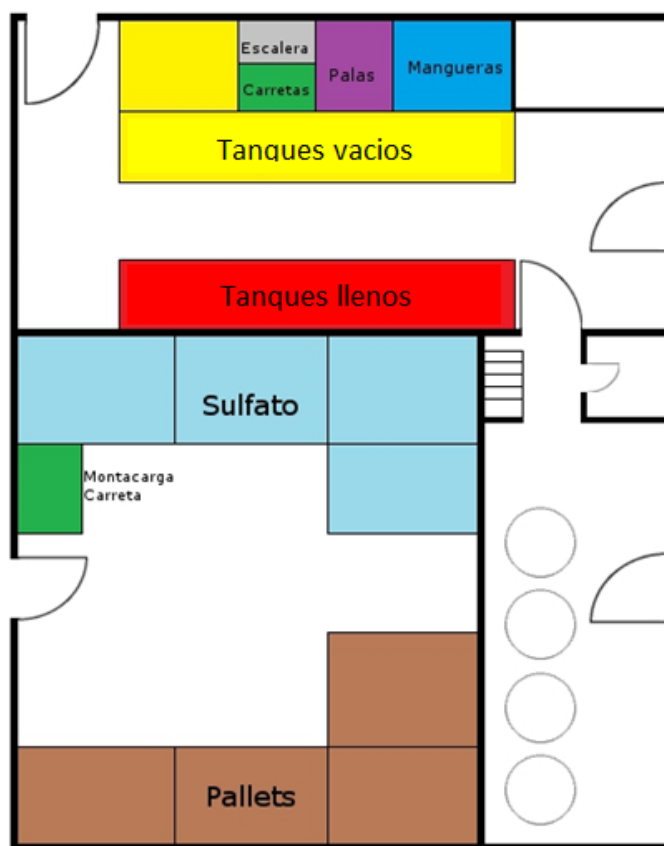 Escalera
Carretas
Palas
Mangueras
Tanques vacios
Tanques llenos
Sulfato
Montacarga
Carreta
Pallets